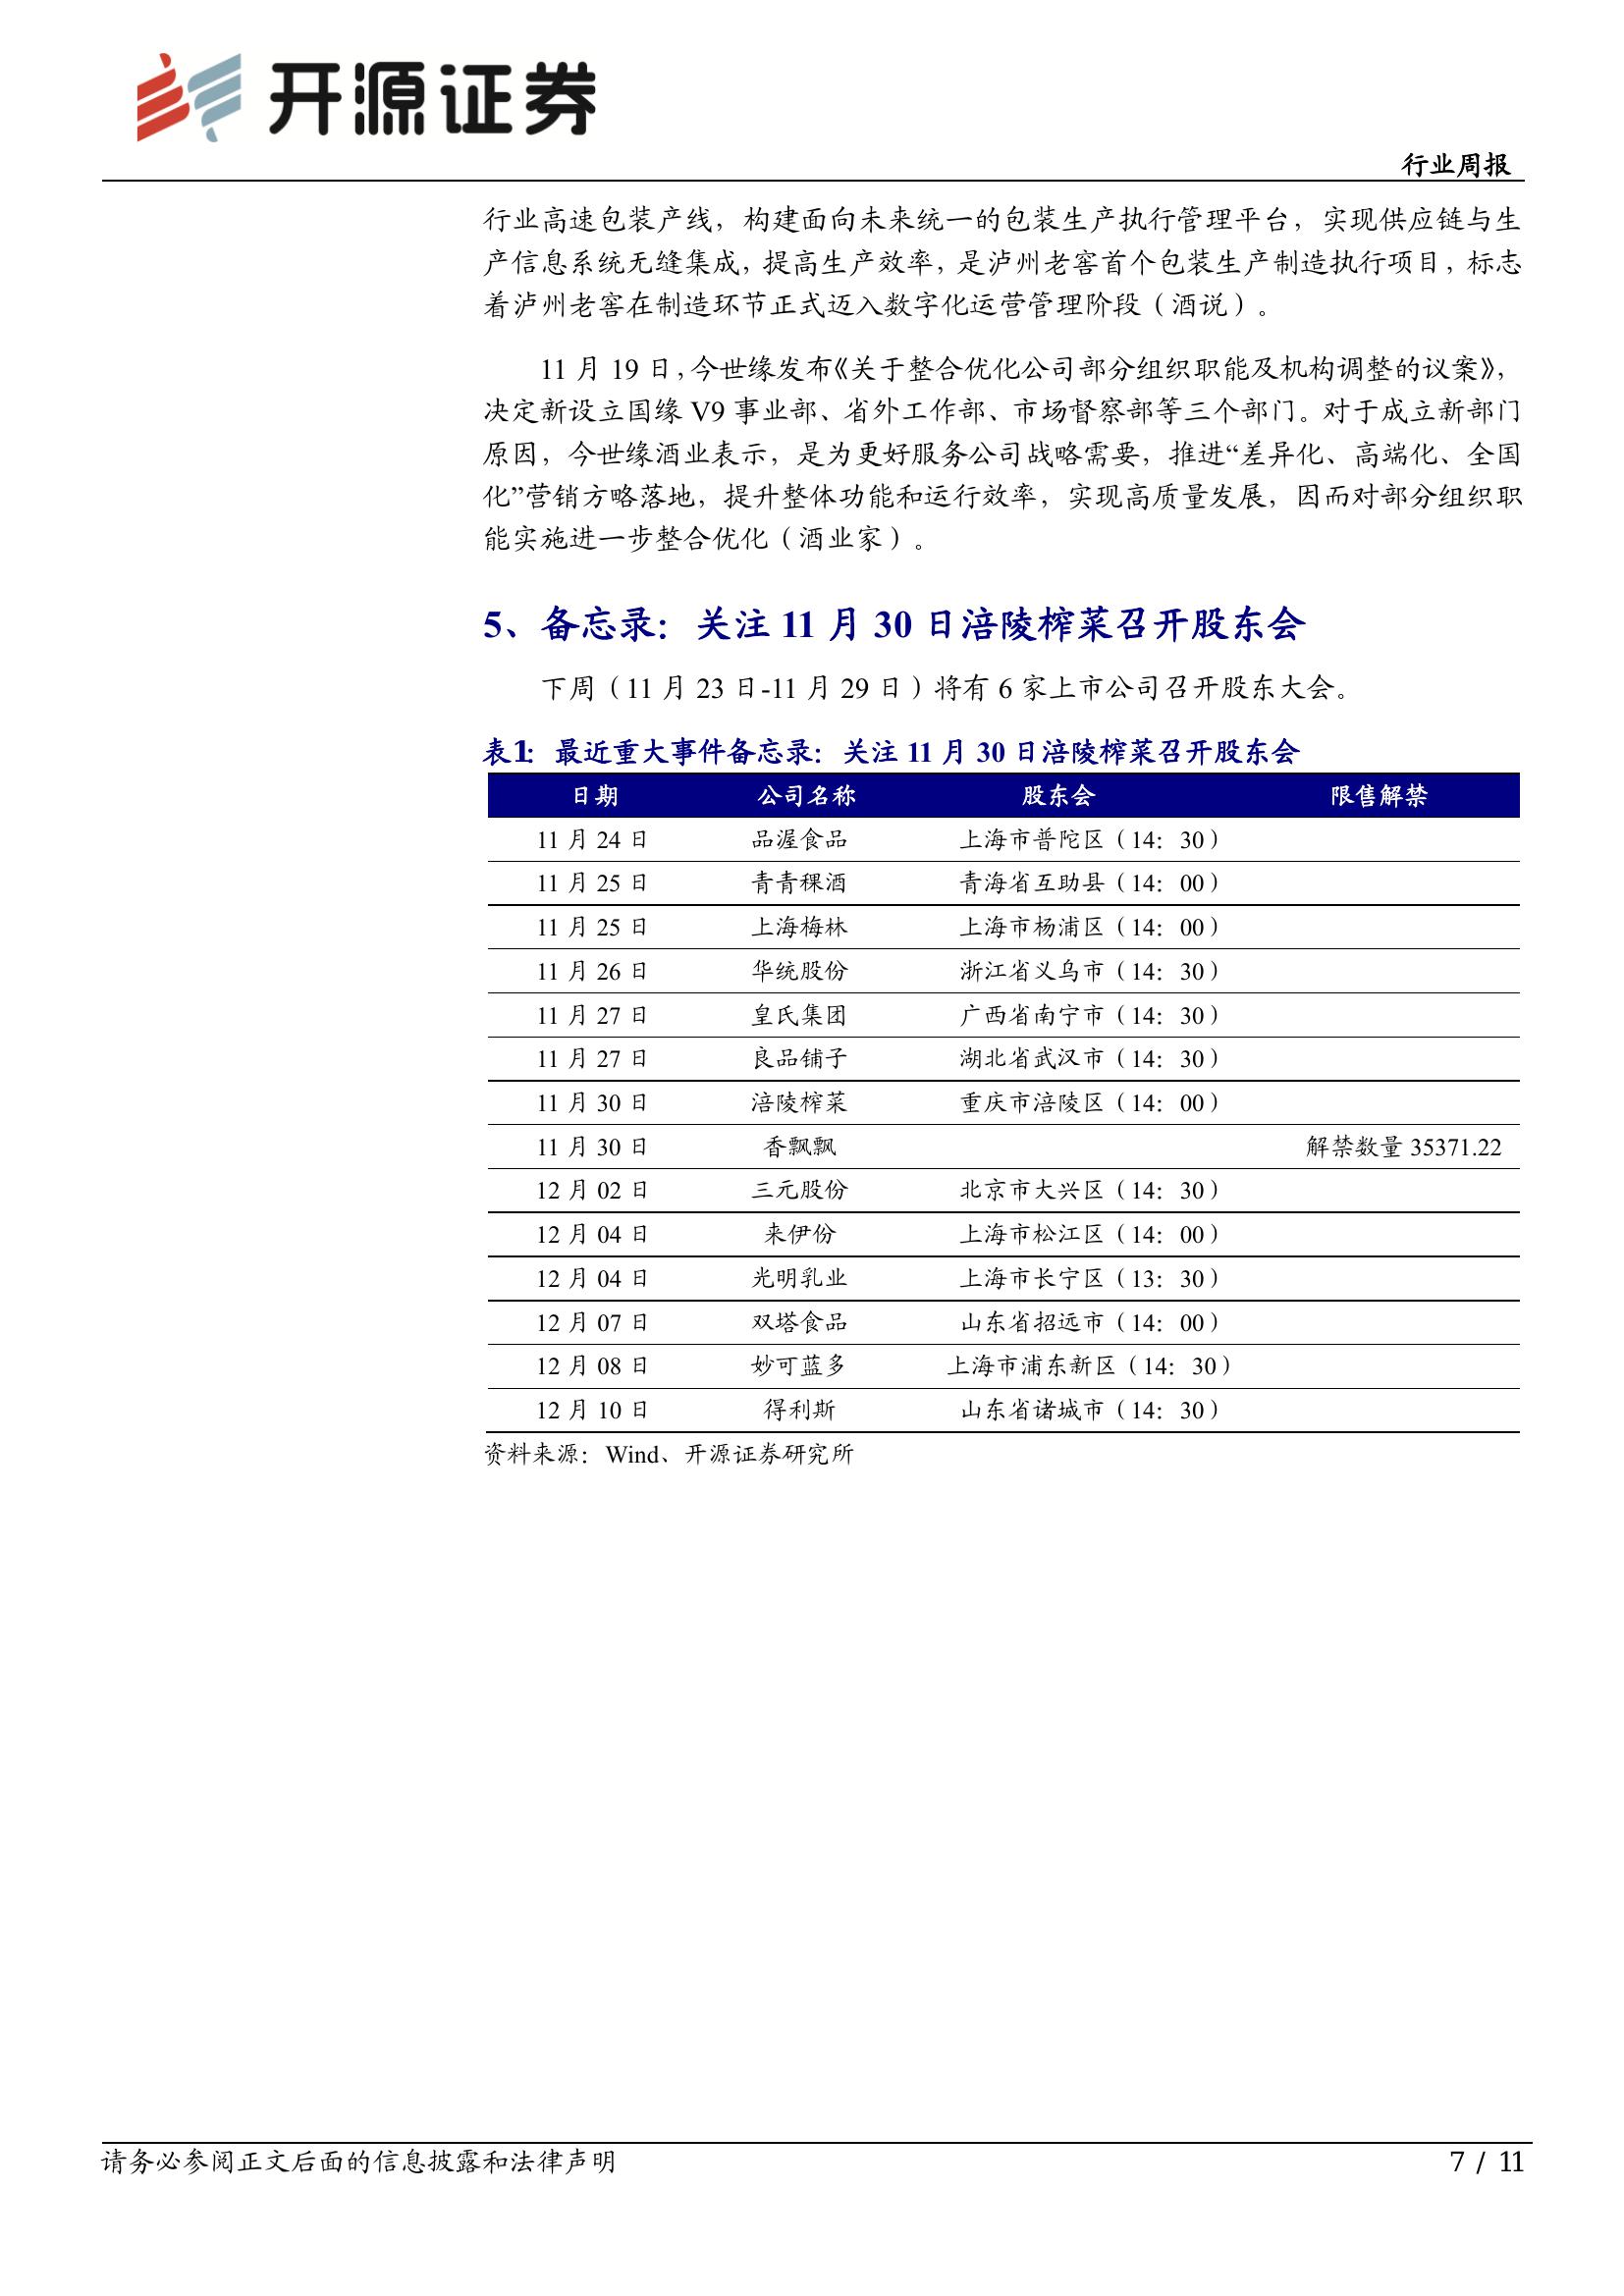 开源证券
行业周报
行业高速包装产线，构建面向未来统一的包装生产执行管理平台，实现供应链与生
产信息系统无缝集成，提高生产效率，是泸州老窖首个包装生产制造执行项目，标志
着泸州老窖在制造环节正式迈入数字化运营管理阶段（酒说）。
11 月 19 日，今世缘发布《关于整合优化公司部分组织职能及机构调整的议案》，
决定新设立国缘 V9 事业部、省外工作部、市场督察部等三个部门。对于成立新部门
原因，今世缘酒业表示，是为更好服务公司战略需要，推进“差异化、高端化、全国
化”营销方略落地，提升整体功能和运行效率，实现高质量发展，因而对部分组织职
能实施进一步整合优化（酒业家）。
5、备忘录：关注 11 月 30 日涪陵榨菜召开股东会
下周（11 月 23 日-11 月 29 日）将有 6 家上市公司召开股东大会。
表1：最近重大事件备忘录：关注 11 月 30 日涪陵榨菜召开股东会
日期 公司名称 股东会 限售解禁
11 月 24 日 品渥食品 上海市普陀区（14：30）
11 月 25 日 青青稞酒 青海省互助县（14：00）
11 月 25 日 上海梅林 上海市杨浦区（14：00）
11 月 26 日 华统股份 浙江省义乌市（14：30）
11 月 27 日 皇氏集团 广西省南宁市（14：30）
11 月 27 日 良品铺子 湖北省武汉市（14：30）
11 月 30 日 涪陵榨菜 重庆市涪陵区（14：00）
11 月 30 日 香飘飘 解禁数量 35371.22
12 月 02 日 三元股份 北京市大兴区（14：30）
12 月 04 日 来伊份 上海市松江区（14：00）
12 月 04 日 光明乳业 上海市长宁区（13：30）
12 月 07 日 双塔食品 山东省招远市（14：00）
12 月 08 日 妙可蓝多 上海市浦东新区（14：30）
12 月 10 日 得利斯 山东省诸城市（14：30）
资料来源：Wind、开源证券研究所
请务必参阅正文后面的信息披露和法律声明
7 / 11